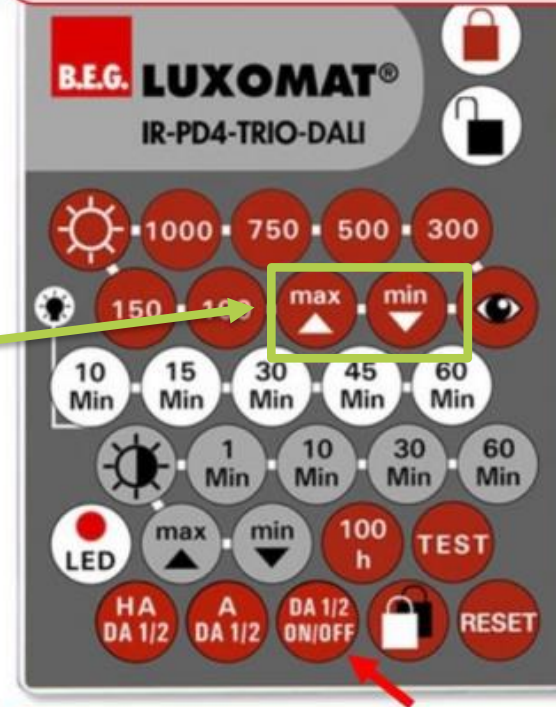 B.E.G. LUXOMAT®
IR-PD4-TRIO-DALI
1000 750 500 300
150 max min
10 Min 15 Min 30 Min 45 Min 60 Min
1 Min 10 Min 30 Min 60 Min
LED max min 100 h TEST
HA DA 1/2 A DA 1/2 DA 1/2 ON/OFF RESET